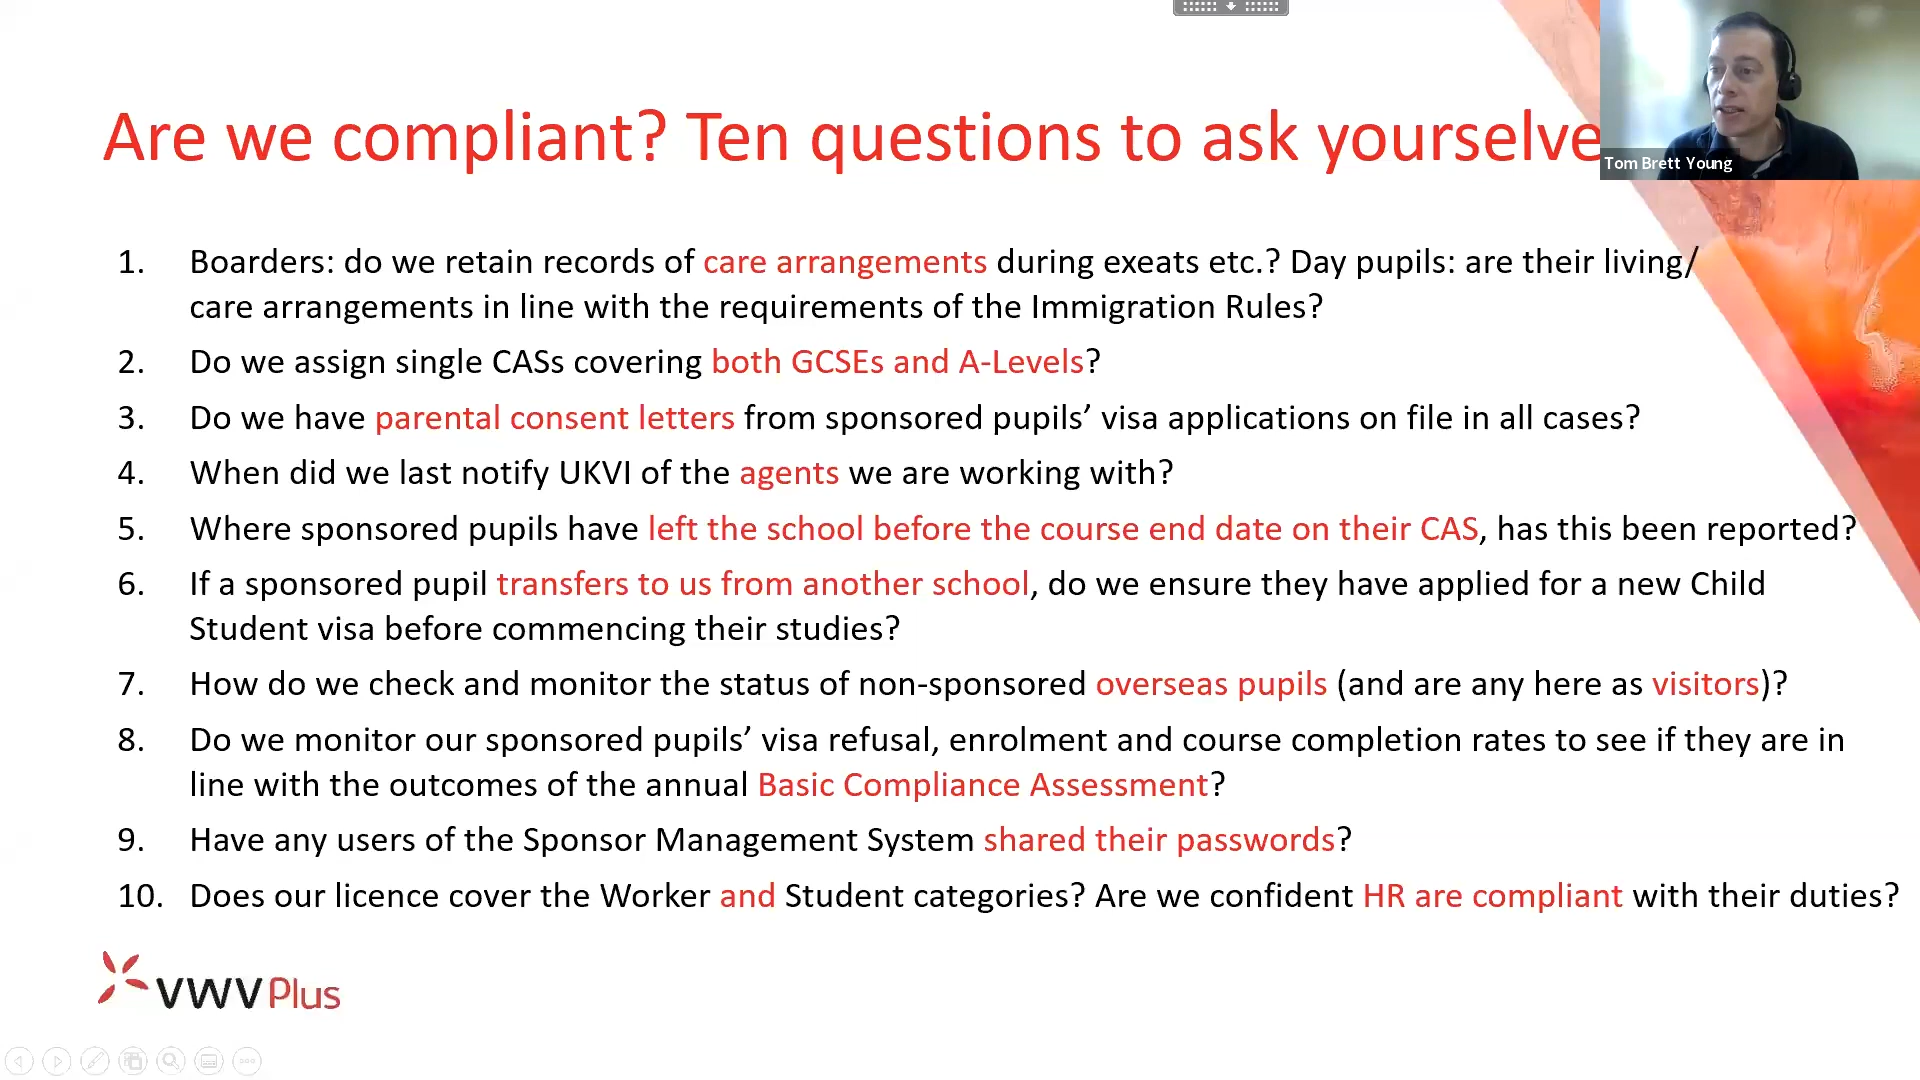 Are we compliant? Ten questions to ask yourselve
Tom Brett Young
1. Boarders: do we retain records of care arrangements during exeats etc.? Day pupils: are their living/
care arrangements in line with the requirements of the Immigration Rules?
2. Do we assign single CASs covering both GCSEs and A-Levels?
3. Do we have parental consent letters from sponsored pupils’ visa applications on file in all cases?
4. When did we last notify UKVI of the agents we are working with?
5. Where sponsored pupils have left the school before the course end date on their CAS, has this been reported?
6. If a sponsored pupil transfers to us from another school, do we ensure they have applied for a new Child
Student visa before commencing their studies?
7. How do we check and monitor the status of non-sponsored overseas pupils (and are any here as visitors)?
8. Do we monitor our sponsored pupils’ visa refusal, enrolment and course completion rates to see if they are in
line with the outcomes of the annual Basic Compliance Assessment?
9. Have any users of the Sponsor Management System shared their passwords?
10. Does our licence cover the Worker and Student categories? Are we confident HR are compliant with their duties?
VWV Plus